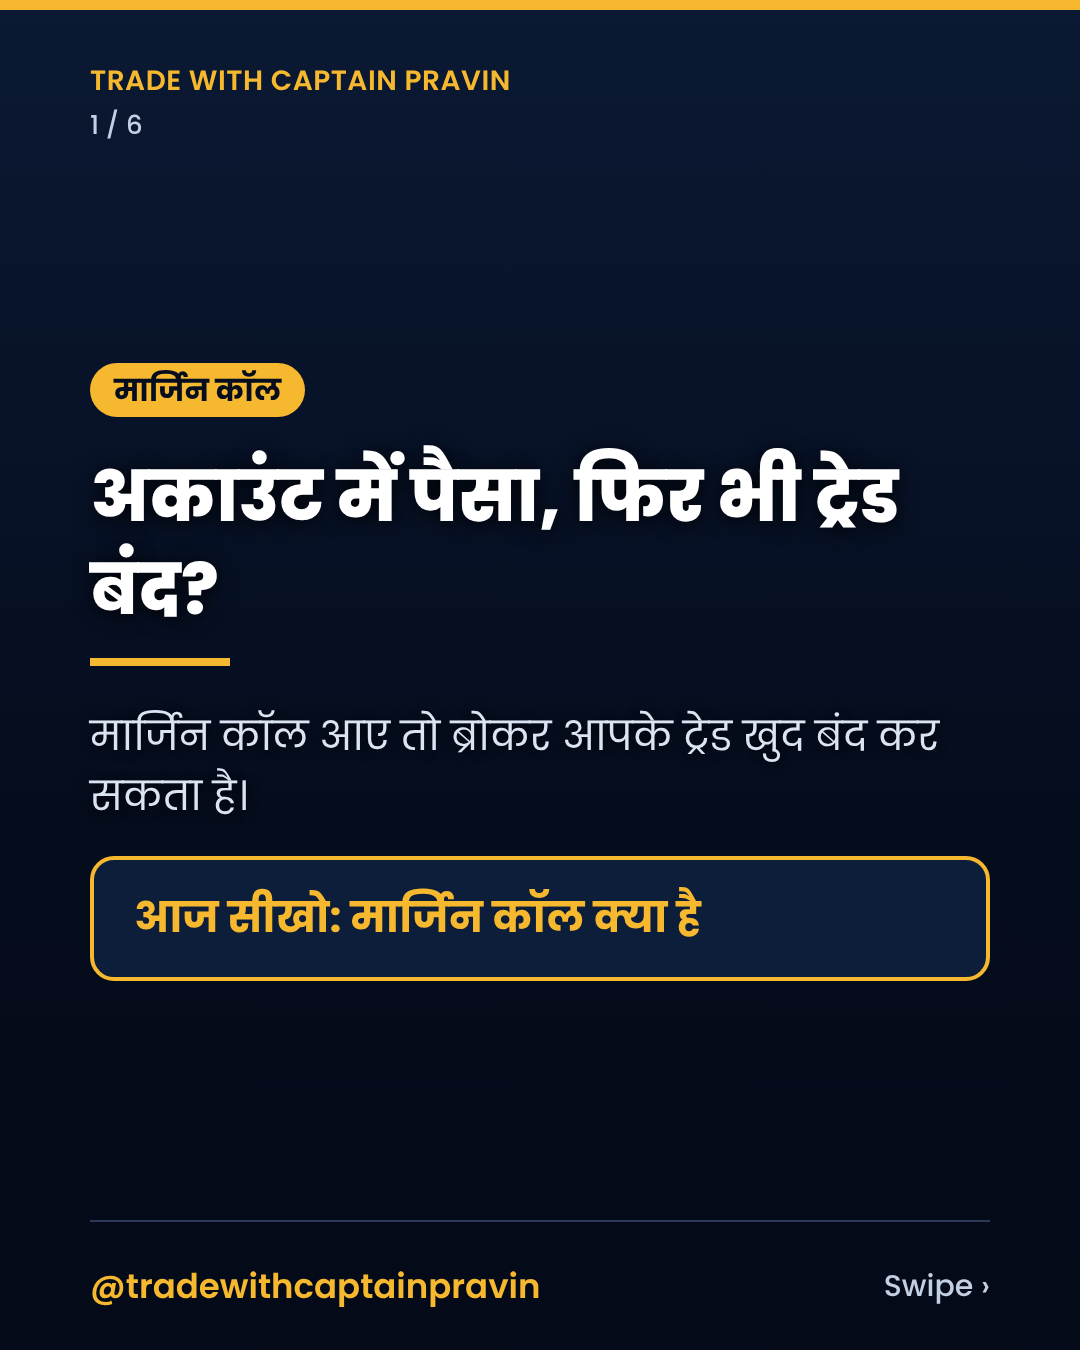 TRADE WITH CAPTAIN PRAVIN
1 / 6
मार्जिन कॉल
अकाउंट में पैसा, फिर भी ट्रेड
बंद?
मार्जिन कॉल आए तो ब्रोकर आपके ट्रेड खुद बंद कर
सकता है।
आज सीखो: मार्जिन कॉल क्या है
@tradewithcaptainpravin
Swipe ›